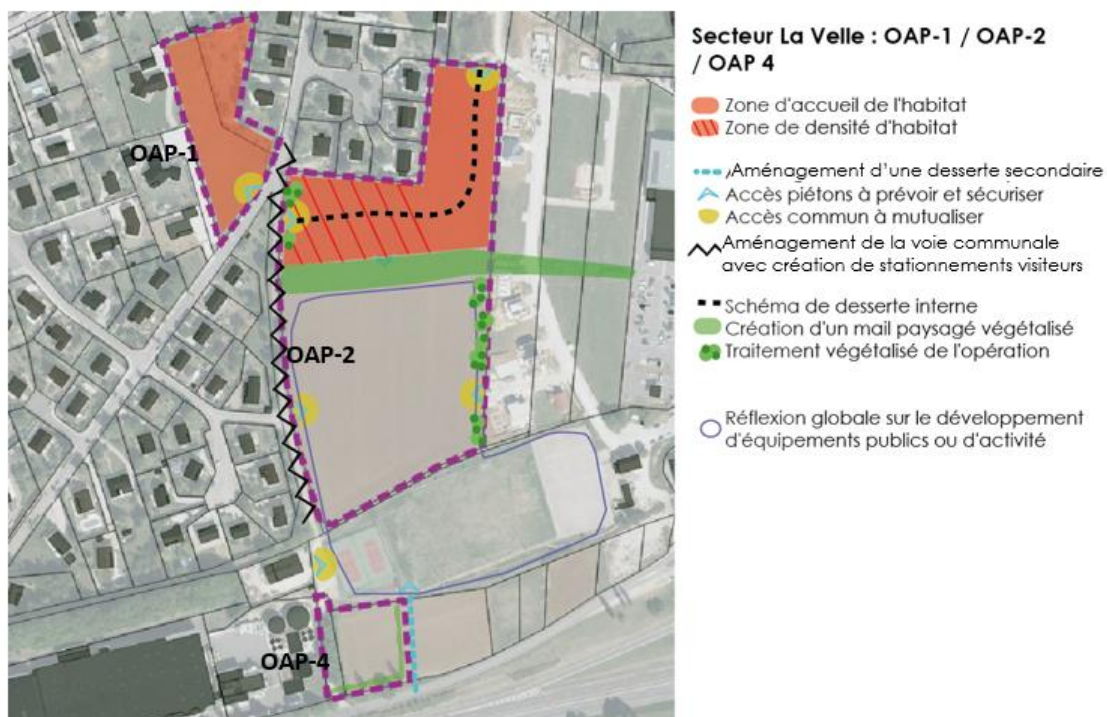 Secteur La Velle : OAP-1 / OAP-2
/ OAP 4
Zone d'accueil de l'habitat
Zone de densité d'habitat
Aménagement d'une desserte secondaire
Accès piétons à prévoir et sécuriser
Accès commun à mutualiser
Aménagement de la voie communale
avec création de stationnements visiteurs
Schéma de desserte interne
Création d'un mail paysagé végétalisé
Traitement végétalisé de l'opération
Réflexion globale sur le développement
d'équipements publics ou d'activité
OAP-1
OAP-2
OAP-4